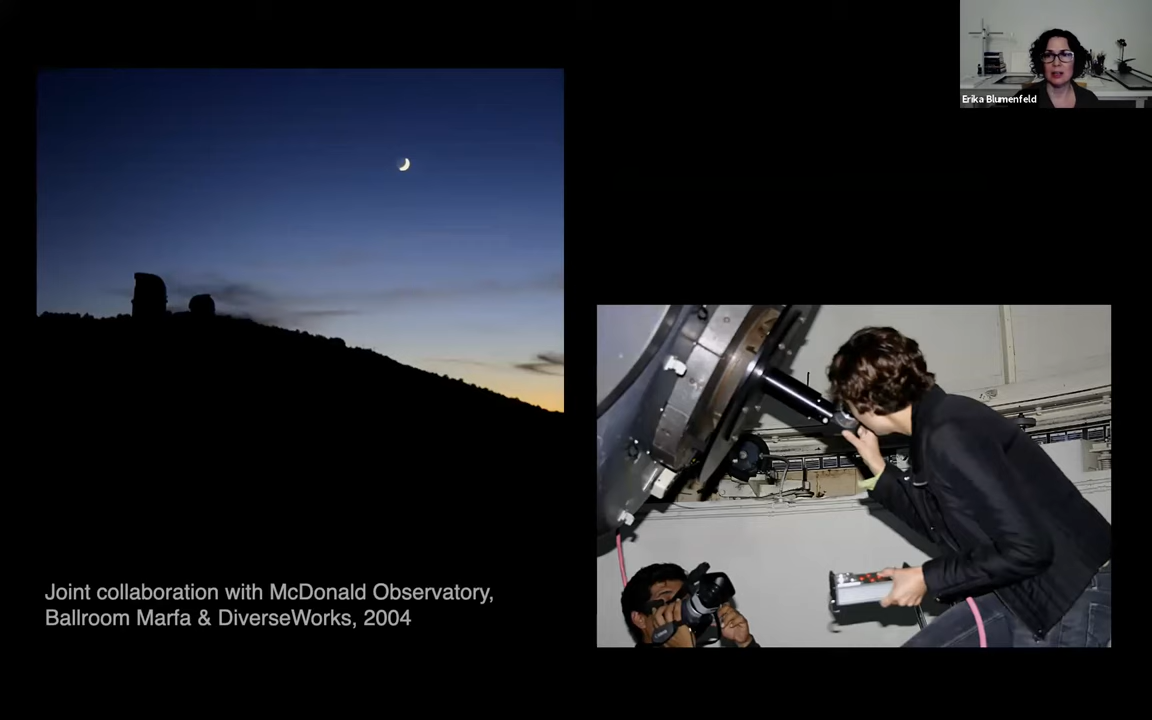 Erika Blumenfeld
Joint collaboration with McDonald Observatory,
Ballroom Marfa & DiverseWorks, 2004